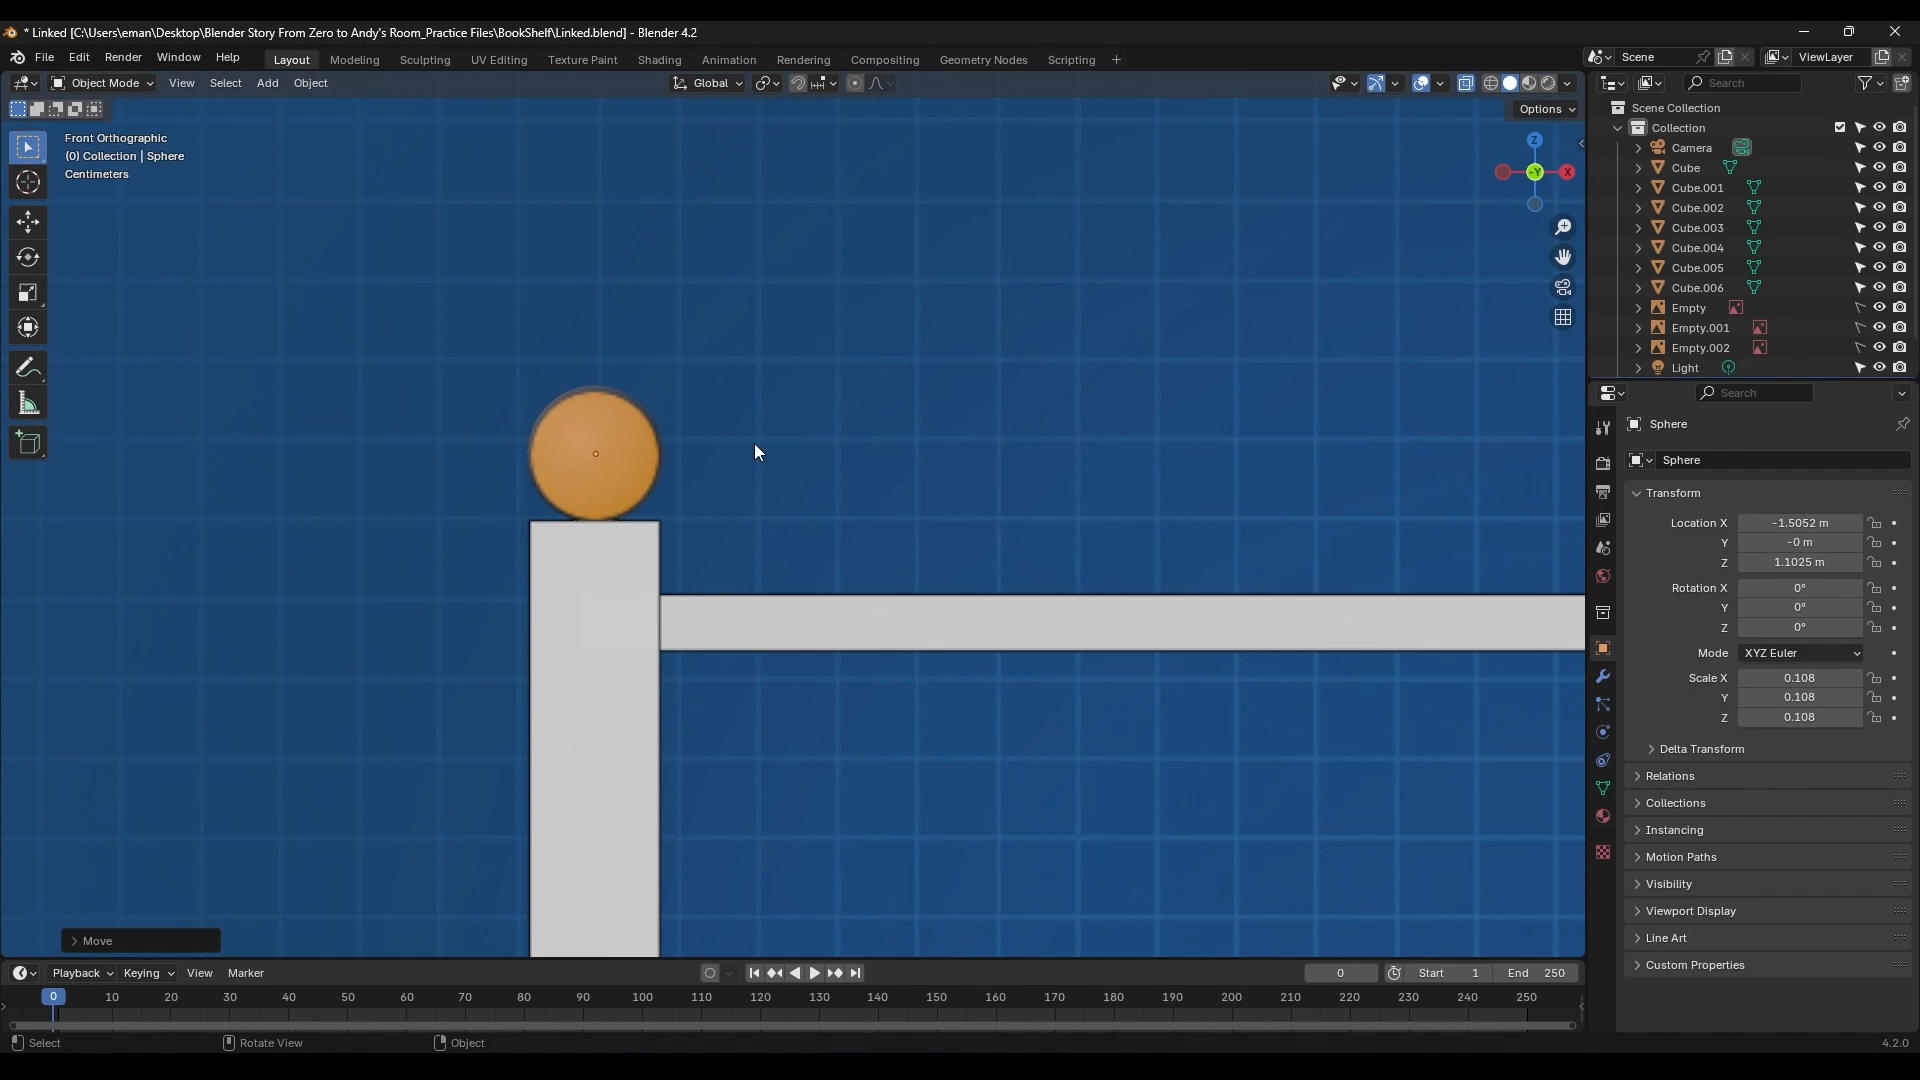 * Linked [C:\Users\eman\Desktop\Blender Story From Zero to Andy's Room_Practice Files\BookShelf\Linked.blend] - Blender 4.2
File Edit Render Window Help Layout Modeling Sculpting UV Editing Texture Paint Shading Animation Rendering Compositing Geometry Nodes Scripting + Scene ViewLayer
Object Mode View Select Add Object Global Search
Options
Front Orthographic
(0) Collection | Sphere
Centimeters
Z
-Y X
Scene Collection
Collection
Camera
Cube
Cube.001
Cube.002
Cube.003
Cube.004
Cube.005
Cube.006
Empty
Empty.001
Empty.002
Light
Search
Sphere
Sphere
Transform
Location X -1.5052 m
Y -0 m
Z 1.1025 m
Rotation X 0°
Y 0°
Z 0°
Mode XYZ Euler
Scale X 0.108
Y 0.108
Z 0.108
Delta Transform
Relations
Collections
Instancing
Motion Paths
Visibility
Viewport Display
Line Art
Custom Properties
Move
Playback Keying View Marker 0 Start 1 End 250
0 10 20 30 40 50 60 70 80 90 100 110 120 130 140 150 160 170 180 190 200 210 220 230 240 250
Select Rotate View Object 4.2.0